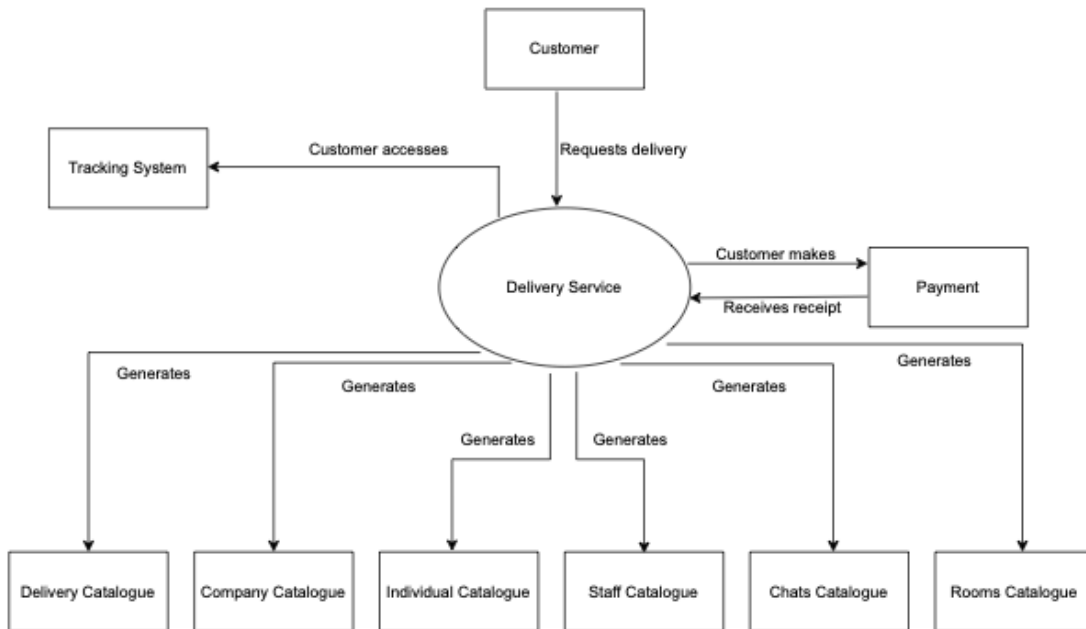 Customer
Customer accesses
Requests delivery
Tracking System
Customer makes
Delivery Service
Payment
Receives receipt
Generates
Generates
Generates
Generates
Generates
Generates
Delivery Catalogue
Company Catalogue
Individual Catalogue
Staff Catalogue
Chats Catalogue
Rooms Catalogue